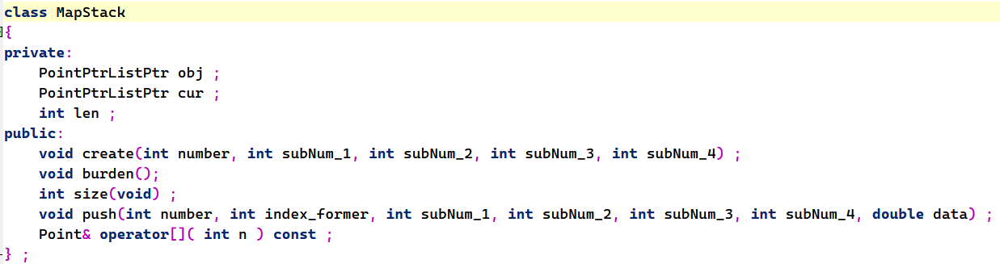 class MapStack
{
private:
    PointPtrListPtr obj ;
    PointPtrListPtr cur ;
    int len ;
public:
    void create(int number, int subNum_1, int subNum_2, int subNum_3, int subNum_4) ;
    void burden();
    int size(void) ;
    void push(int number, int index_former, int subNum_1, int subNum_2, int subNum_3, int subNum_4, double data) ;
    Point& operator[]( int n ) const ;
} ;